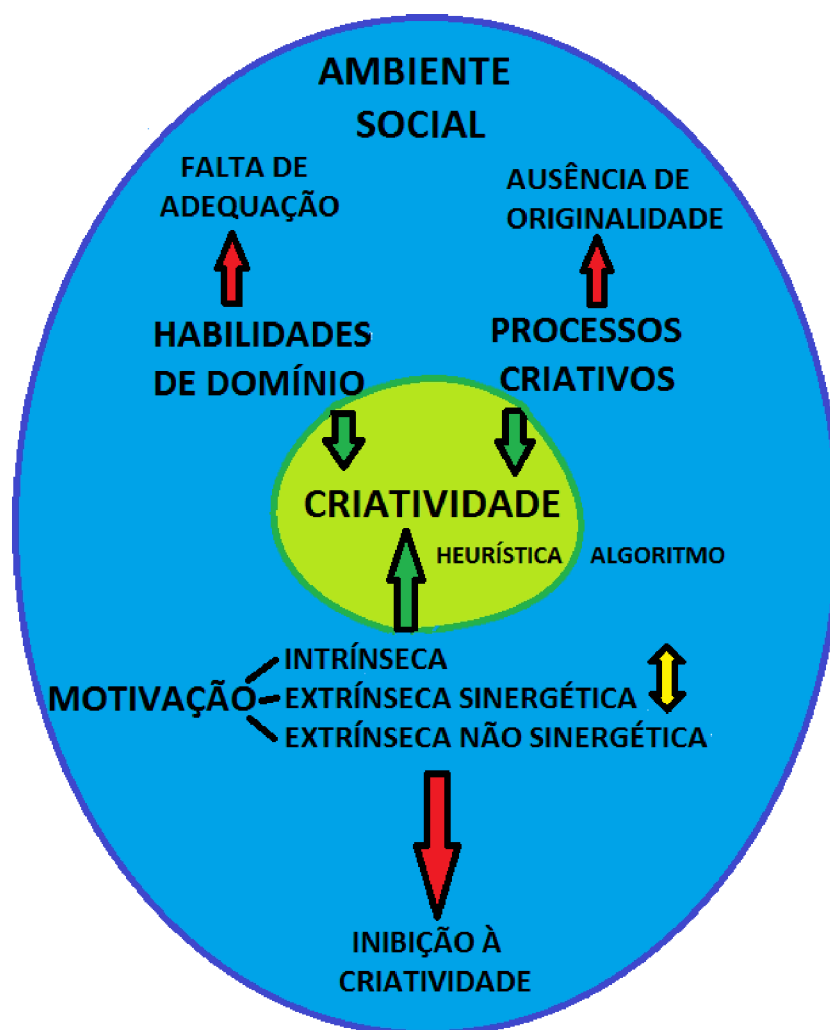 AMBIENTE
SOCIAL
FALTA DE
ADEQUAÇÃO
AUSÊNCIA DE
ORIGINALIDADE
HABILIDADES
DE DOMÍNIO
PROCESSOS
CRIATIVOS
CRIATIVIDADE
HEURÍSTICA ALGORITMO
MOTIVAÇÃO
INTRÍNSECA
EXTRÍNSECA SINERGÉTICA
EXTRÍNSECA NÃO SINERGÉTICA
INIBIÇÃO À
CRIATIVIDADE